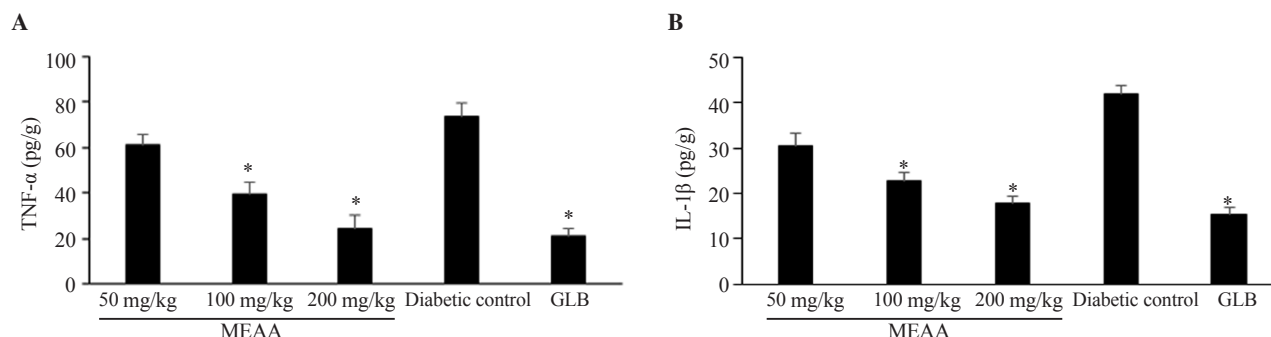 A
TNF-α (pg/g)
100
80
60
40
20
0
*
*
*
50 mg/kg 100 mg/kg 200 mg/kg Diabetic control GLB
MEAA
B
IL-1β (pg/g)
50
40
30
20
10
0
*
*
*
50 mg/kg 100 mg/kg 200 mg/kg Diabetic control GLB
MEAA